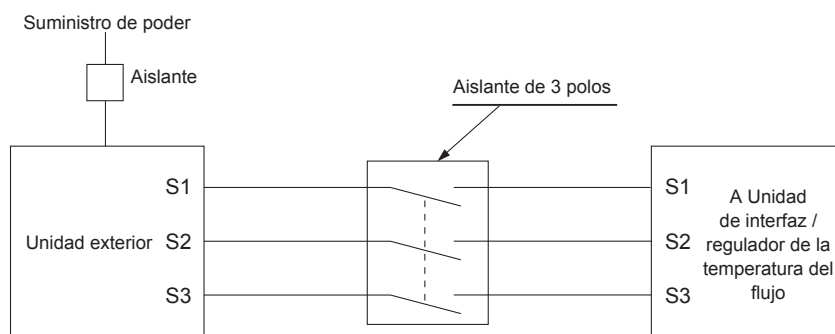 Suministro de poder
Aislante
Aislante de 3 polos
S1
S1
Unidad exterior
S2
S2
S3
S3
A Unidad
de interfaz /
regulador de la
temperatura del
flujo